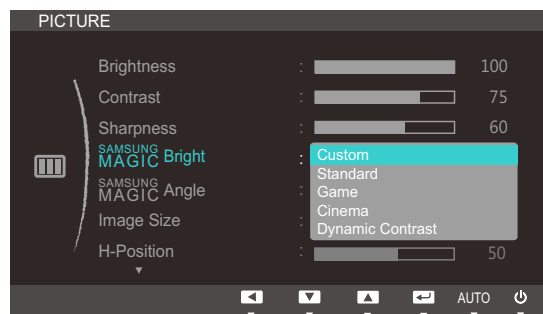 PICTURE
Brightness : 100
Contrast : 75
Sharpness : 60
SAMSUNG MAGIC Bright : Custom
Standard
SAMSUNG MAGIC Angle : Game
Cinema
Image Size : Dynamic Contrast
H-Position : 50
AUTO